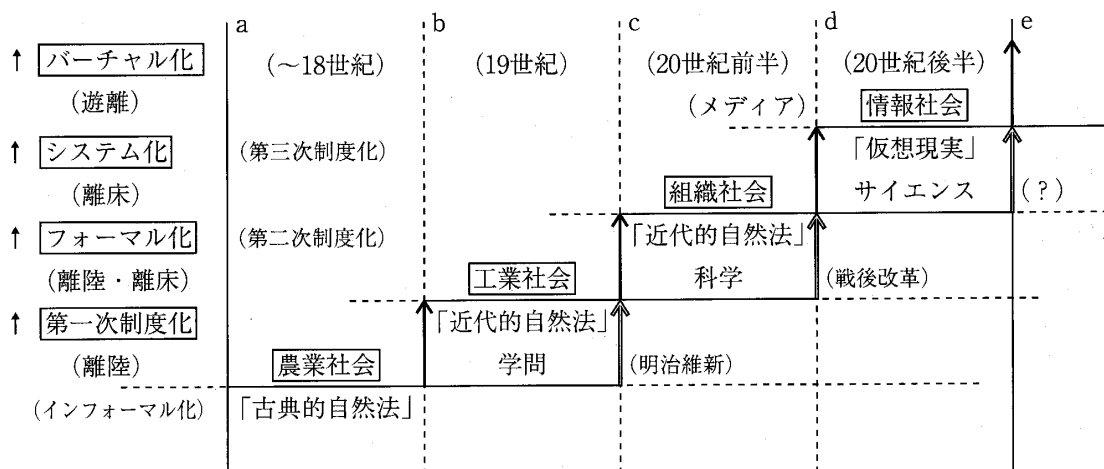 a b c d e
↑ バーチャル化 (〜18世紀) (19世紀) (20世紀前半) (20世紀後半)
(遊離) (メディア) 情報社会
↑ システム化 (第三次制度化) 「仮想現実」
(離床) 組織社会 サイエンス (?)
↑ フォーマル化 (第二次制度化) 「近代的自然法」
(離陸・離床) 工業社会 科学 (戦後改革)
↑ 第一次制度化 「近代的自然法」
(離陸) 農業社会 学問 (明治維新)
(インフォーマル化) 「古典的自然法」